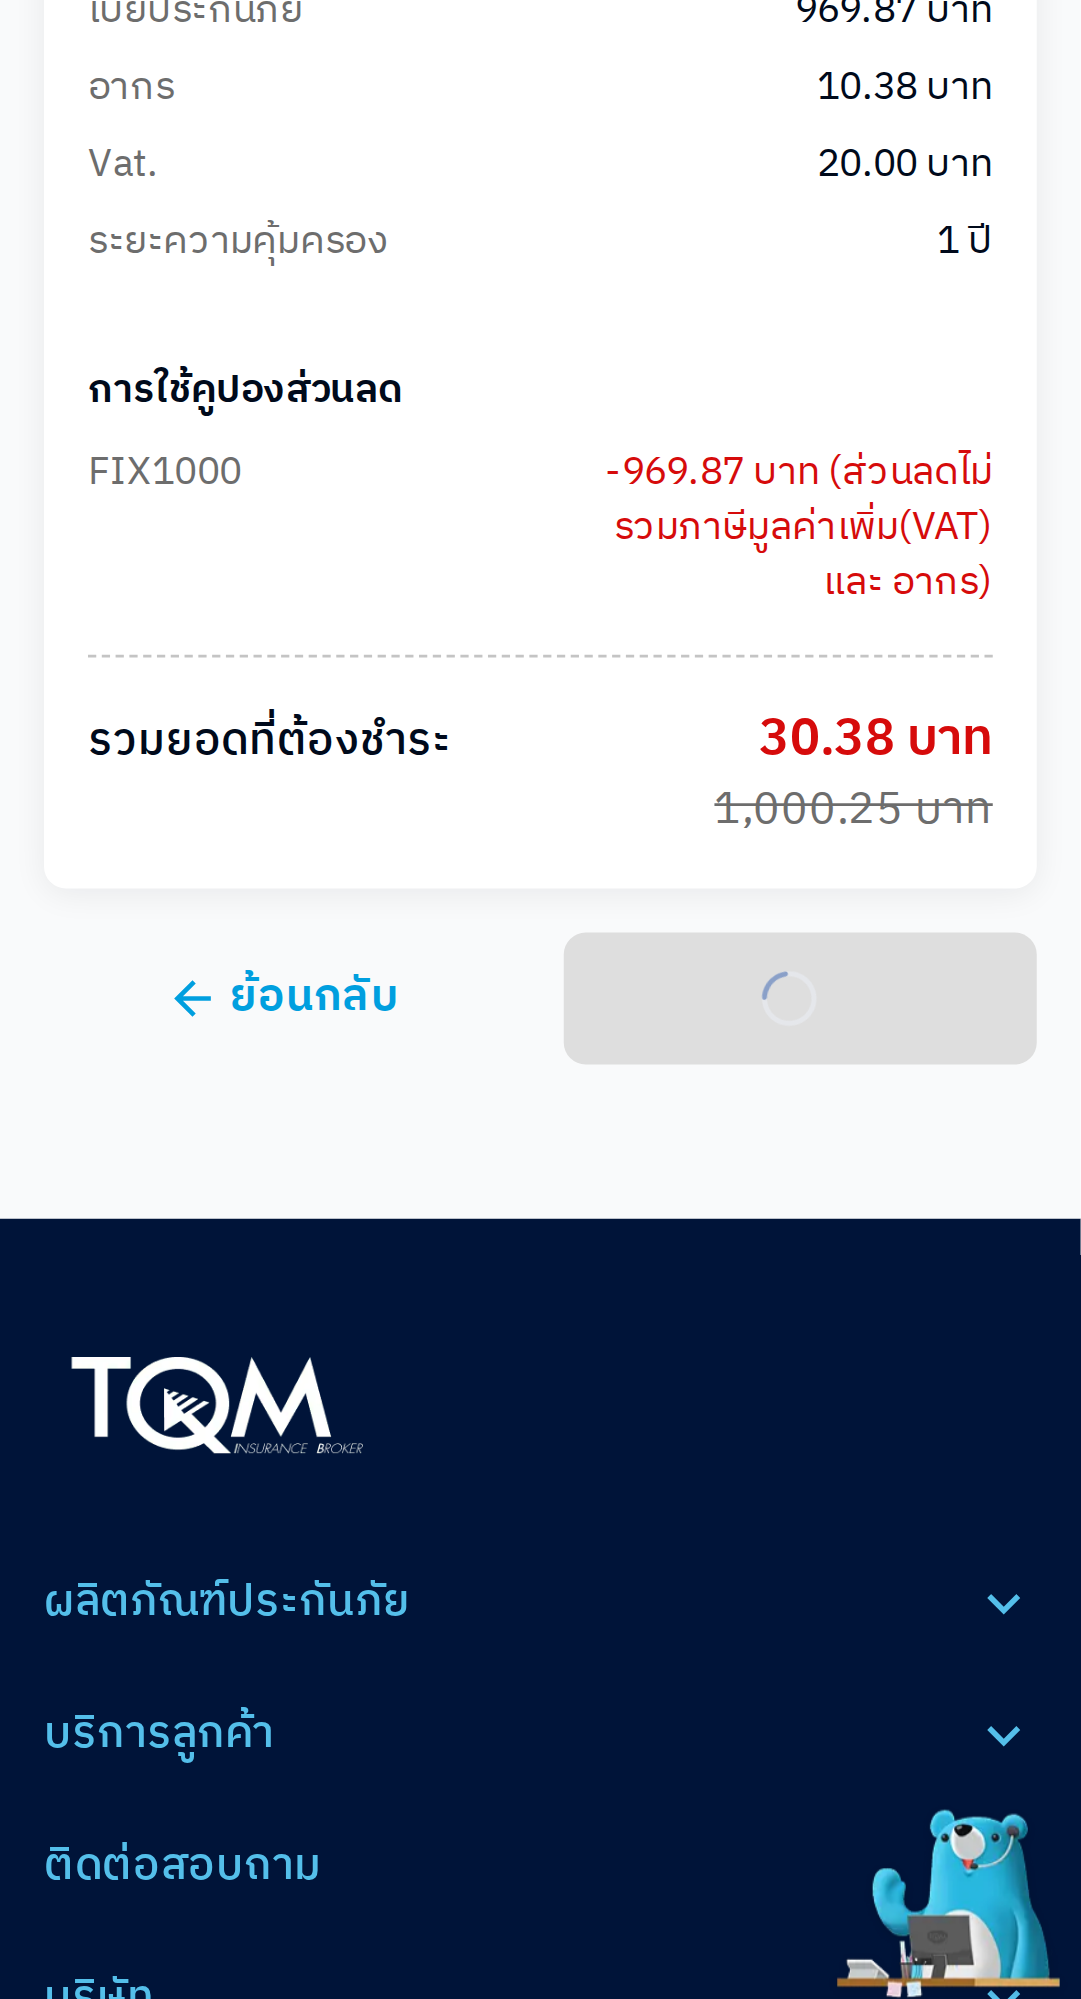 เบี้ยประกันภัย 969.87 บาท
อากร 10.38 บาท
Vat. 20.00 บาท
ระยะความคุ้มครอง 1 ปี
การใช้คูปองส่วนลด
FIX1000 -969.87 บาท (ส่วนลดไม่
รวมภาษีมูลค่าเพิ่ม(VAT)
และ อากร)
รวมยอดที่ต้องชำระ 30.38 บาท
1,000.25 บาท
ย้อนกลับ
TQM
INSURANCE BROKER
ผลิตภัณฑ์ประกันภัย
บริการลูกค้า
ติดต่อสอบถาม
บริษัท